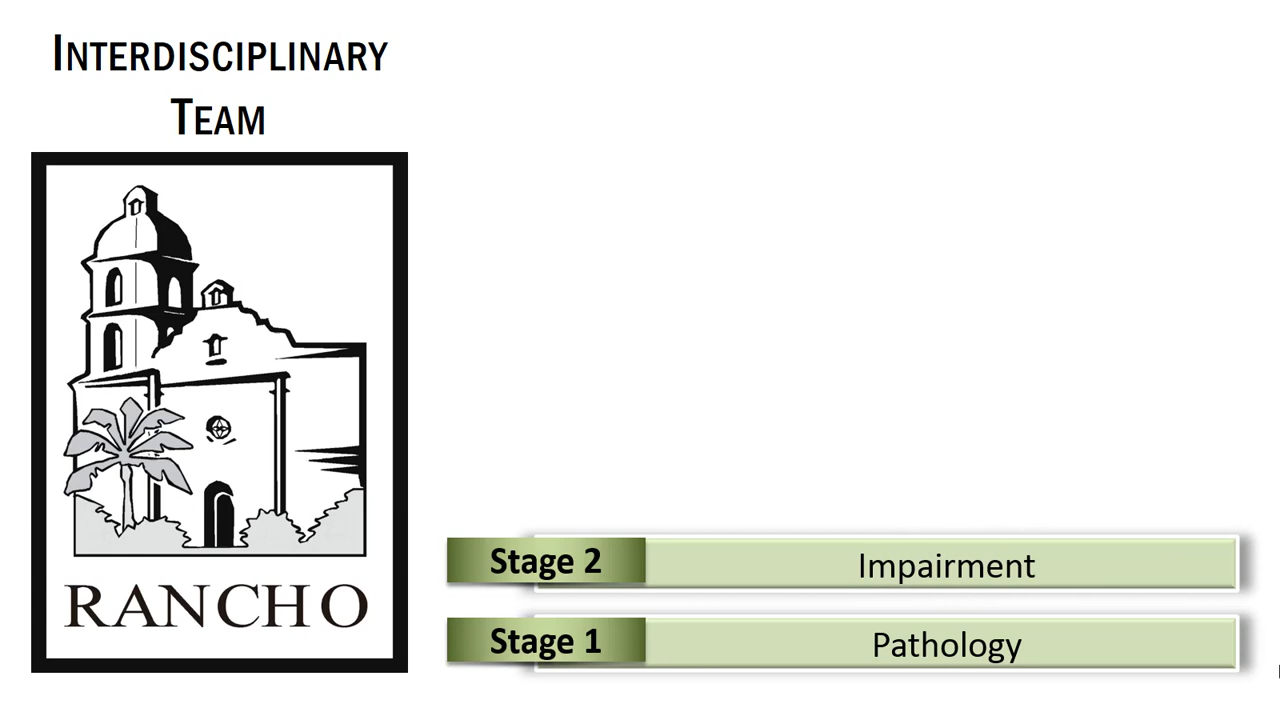 INTERDISCIPLINARY
TEAM
RANCHO
Stage 2 Impairment
Stage 1 Pathology